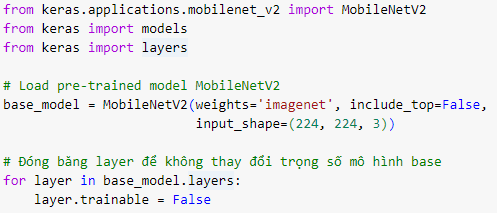 from keras.applications.mobilenet_v2 import MobileNetV2
from keras import models
from keras import layers
# Load pre-trained model MobileNetV2
base_model = MobileNetV2(weights='imagenet', include_top=False,
input_shape=(224, 224, 3))
# Đóng băng layer để không thay đổi trọng số mô hình base
for layer in base_model.layers:
layer.trainable = False